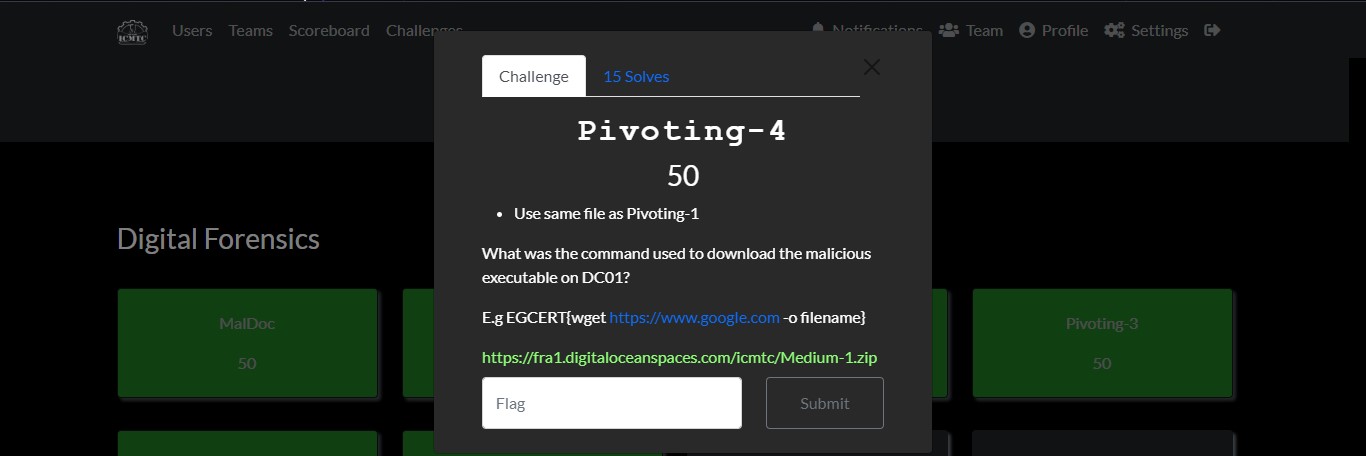 ICMTC
Users Teams Scoreboard Challenges
Notifications Team Profile Settings
Challenge 15 Solves
Pivoting-4
50
Use same file as Pivoting-1
What was the command used to download the malicious
executable on DC01?
E.g EGCERT{wget https://www.google.com -o filename}
https://fra1.digitaloceanspaces.com/icmtc/Medium-1.zip
Flag Submit
Digital Forensics
MalDoc
50
Pivoting-3
50